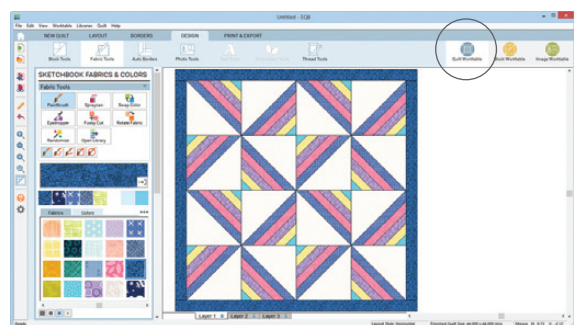 Untitled - EQ8
File Edit View Worktable Libraries Quilt Help
NEW QUILT LAYOUT BORDERS DESIGN PRINT & EXPORT
Block Tools Fabric Tools Auto Borders Photo Tools Thread Tools Quilt Worktable Block Worktable Image Worktable
SKETCHBOOK FABRICS & COLORS
Fabric Tools
Paintbrush Spraycan Swap Color
Eyedropper Fussy Cut Rotate Fabric
Randomize Open Library
Fabrics Colors
Layer 1 Layer 2 Layer 3
Ready